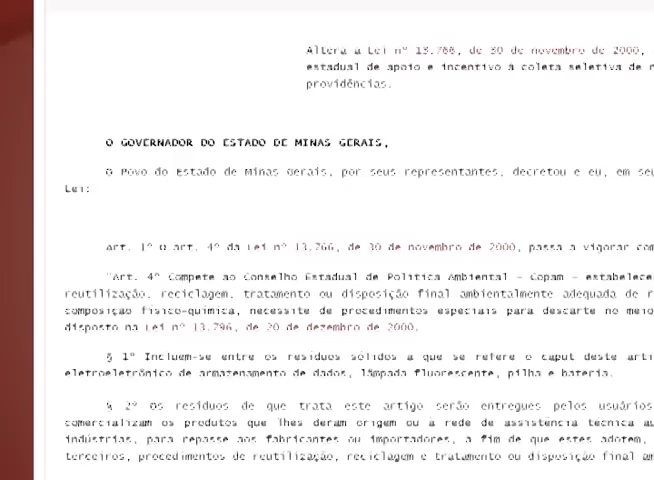 Altera a Lei nº 13.766, de 30 de novembro de 2000,
estadual de apoio e incentivo à coleta seletiva de
providências.
O GOVERNADOR DO ESTADO DE MINAS GERAIS,
O Povo do Estado de Minas Gerais, por seus representantes, decretou e eu, em seu
Lei:
Art. 1º O art. 4º da Lei nº 13.766, de 30 de novembro de 2000, passa a vigorar com
"Art. 4º Compete ao Conselho Estadual de Política Ambiental – Copam – estabelece
reutilização, reciclagem, tratamento ou disposição final ambientalmente adequada de r
composição físico-química, necessite de procedimentos especiais para descarte no meio
disposto na Lei nº 13.796, de 20 de dezembro de 2000.
§ 1º Incluem-se entre os resíduos sólidos a que se refere o caput deste arti
eletroeletrônico de armazenamento de dados, lâmpada fluorescente, pilha e bateria.
§ 2º Os resíduos de que trata este artigo serão entregues pelos usuários
comercializam os produtos que lhes deram origem ou à rede de assistência técnica au
indústrias, para repasse aos fabricantes ou importadores, a fim de que estes adotem,
terceiros, procedimentos de reutilização, reciclagem e tratamento ou disposição final am